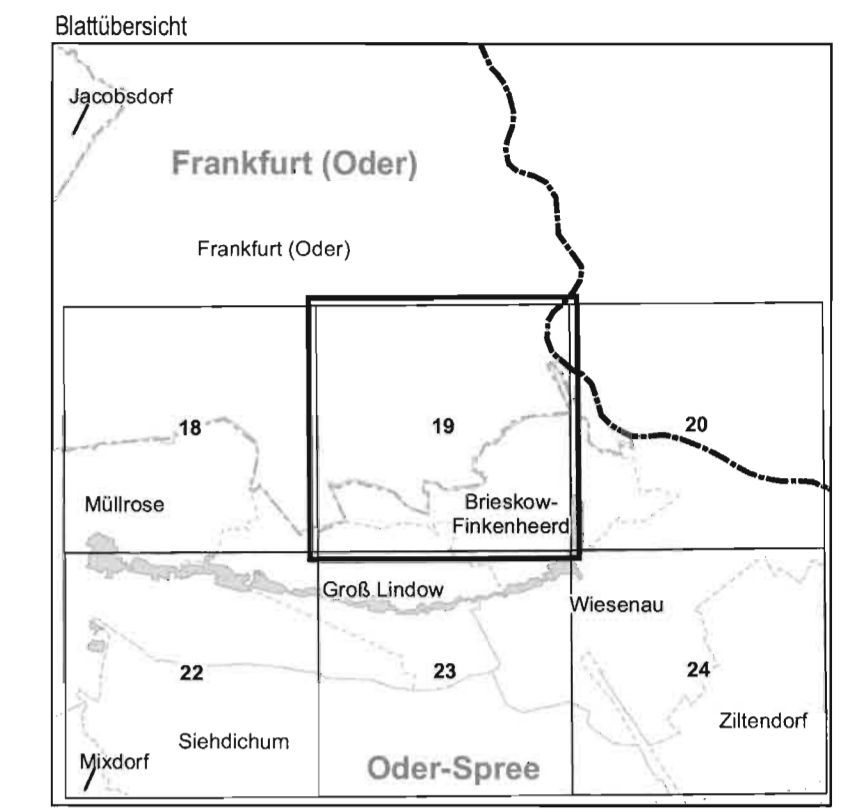 Blattübersicht
Jacobsdorf
Frankfurt (Oder)
Frankfurt (Oder)
18
19
20
Müllrose
Brieskow-
Finkenheerd
Groß Lindow
Wiesenau
22
23
24
Ziltendorf
Siehdichum
Mixdorf
Oder-Spree